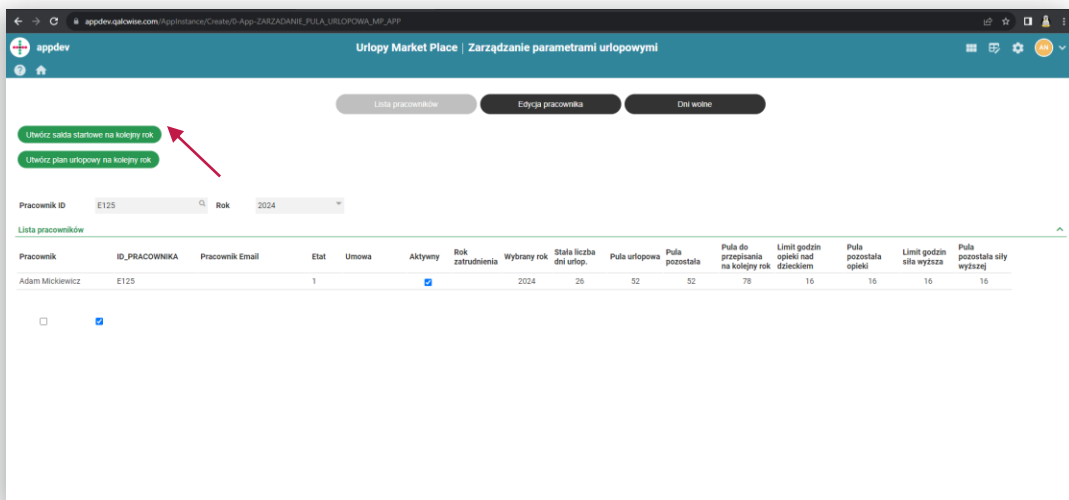 appdev.qalcwise.com/AppInstance/Create/0-App-ZARZADANIE_PULA_URLOPOWA_MP_APP
appdev
Urlopy Market Place | Zarządzanie parametrami urlopowymi
AN
Lista pracowników
Edycja pracownika
Dni wolne
Utwórz salda startowe na kolejny rok
Utwórz plan urlopowy na kolejny rok
Pracownik ID E125 Rok 2024
Lista pracowników
Pracownik ID_PRACOWNIKA Pracownik Email Etat Umowa Aktywny Rok zatrudnienia Wybrany rok Stała liczba dni urlop. Pula urlopowa Pula pozostała Pula do przepisania na kolejny rok Limit godzin opieki nad dzieckiem Pula pozostała opieki Limit godzin siła wyższa Pula pozostała siły wyższej
Adam Mickiewicz E125 1 2024 26 52 52 78 16 16 16 16